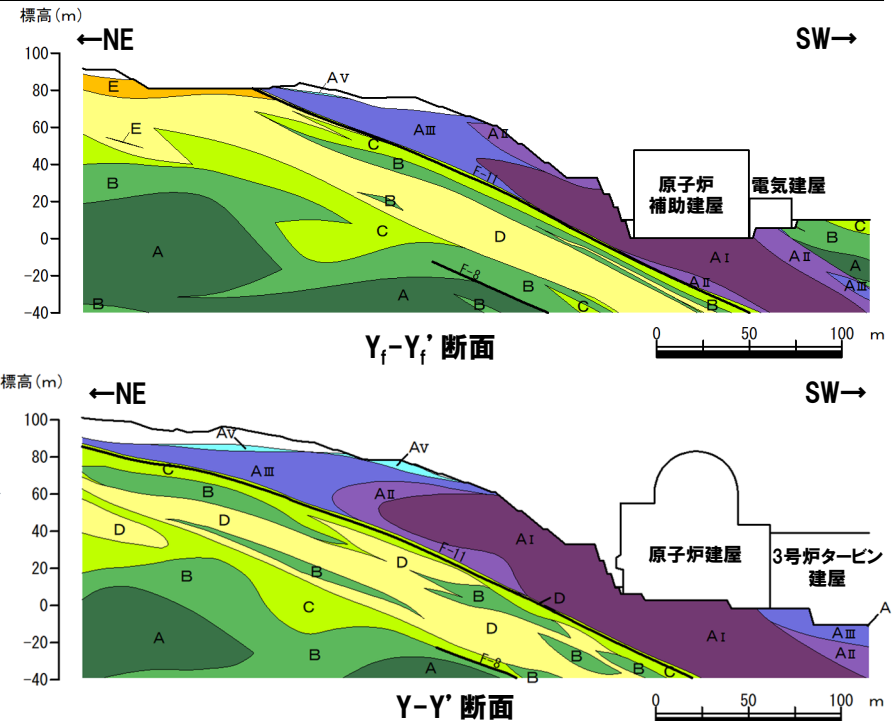 標高(m)
←NE
SW→
100
80
60
40
20
0
-20
-40
E
E
B
A
B
C
B
C
B
D
F-11
F-8
A
B
B
C
B
AⅤ
AⅢ
AⅡ
原子炉
補助建屋
電気建屋
AⅠ
AⅡ
AⅡ
C
B
A
AⅢ
Yf-Yf’断面
0 50 100 m
標高(m)
←NE
SW→
100
80
60
40
20
0
-20
-40
AⅤ
AⅤ
AⅢ
AⅡ
AⅠ
C
B
D
D
F-11
D
B
D
B
B
C
D
A
B
A
F-8
B
B
B
C
原子炉建屋
3号炉タービン
建屋
AⅠ
AⅢ
AⅡ
A
Y-Y’断面
0 50 100 m